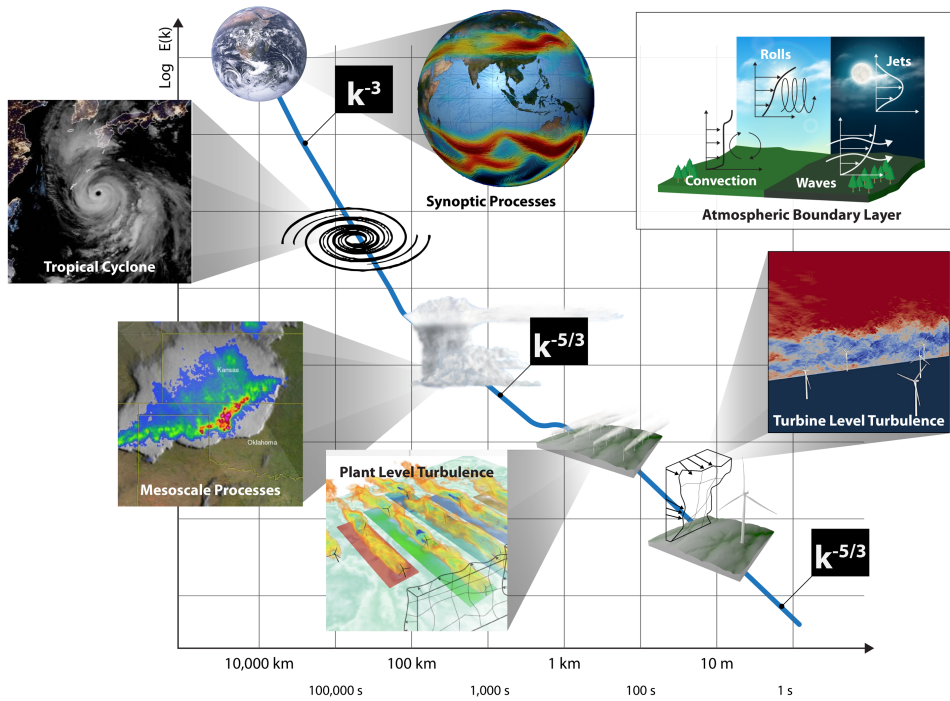 Log E(k)
k-3
Synoptic Processes
Rolls
Jets
Convection
Waves
Atmospheric Boundary Layer
Tropical Cyclone
k-5/3
Kansas
Oklahoma
Mesoscale Processes
Turbine Level Turbulence
Plant Level Turbulence
k-5/3
10,000 km
100 km
1 km
10 m
100,000 s
1,000 s
100 s
1 s